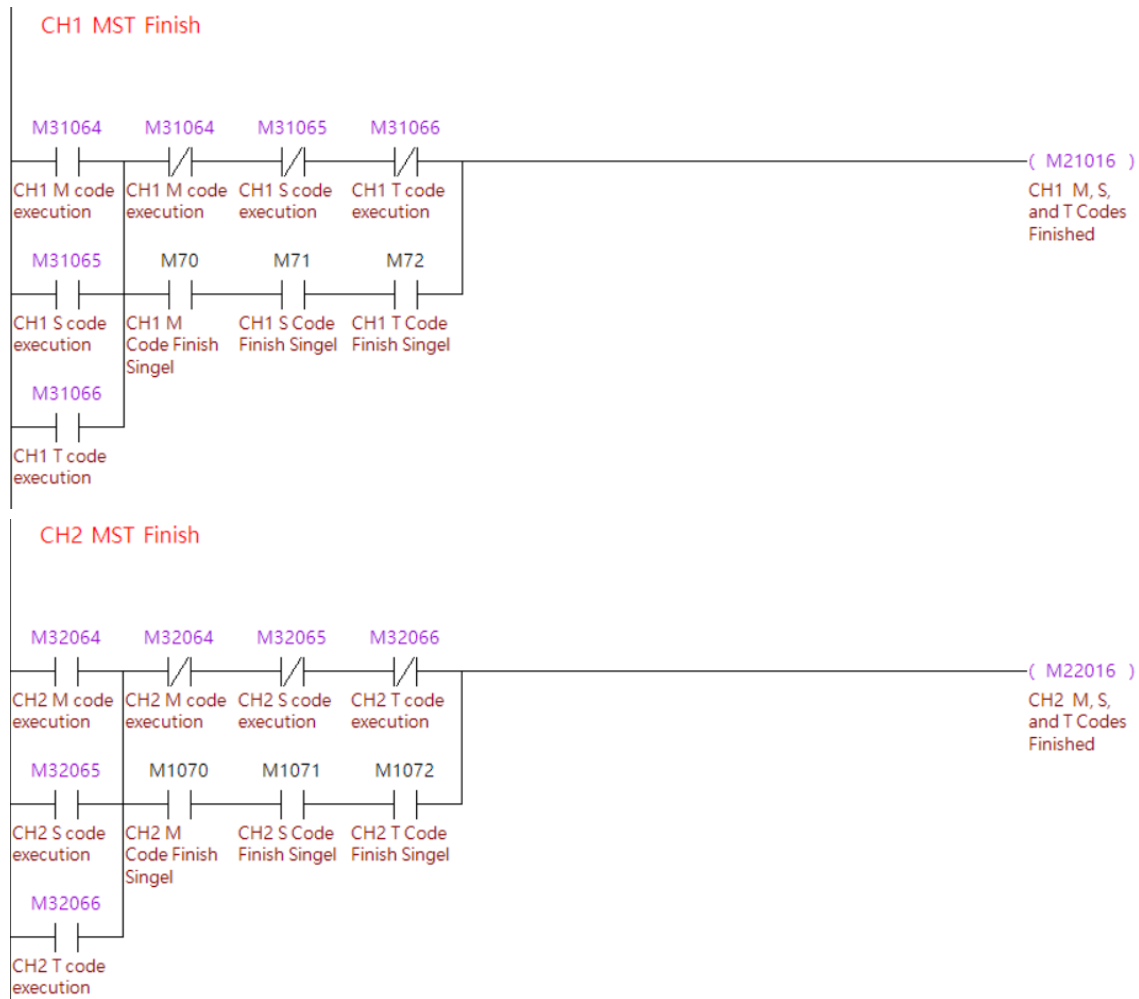 CH1 MST Finish
M31064 M31064 M31065 M31066
( M21016 )
CH1 M code execution
CH1 M code execution
CH1 S code execution
CH1 T code execution
CH1 M, S,
and T Codes
Finished
M31065 M70 M71 M72
CH1 S code execution
CH1 M
Code Finish
Singel
CH1 S Code
Finish Singel
CH1 T Code
Finish Singel
M31066
CH1 T code
execution
CH2 MST Finish
M32064 M32064 M32065 M32066
( M22016 )
CH2 M code execution
CH2 M code execution
CH2 S code execution
CH2 T code execution
CH2 M, S,
and T Codes
Finished
M32065 M1070 M1071 M1072
CH2 S code execution
CH2 M
Code Finish
Singel
CH2 S Code
Finish Singel
CH2 T Code
Finish Singel
M32066
CH2 T code
execution